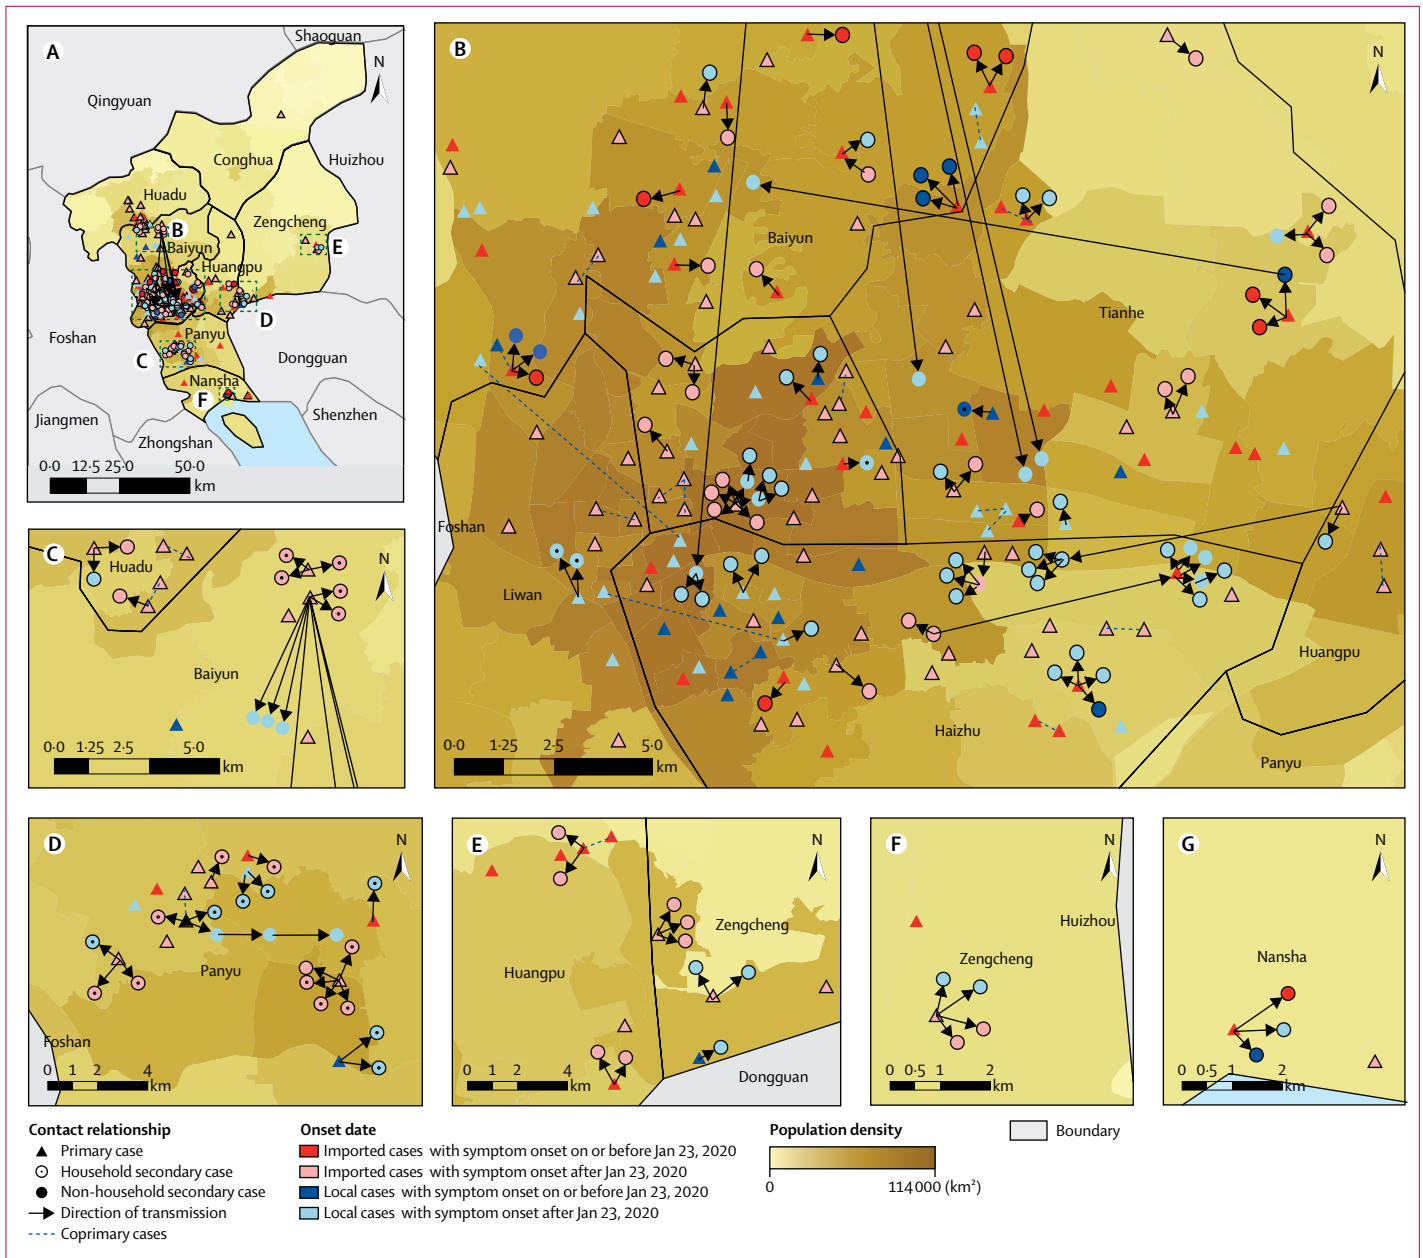 A
Shaoguan
N
Qingyuan
Conghua
Huizhou
Huadu
Zengcheng
B
Baiyun
E
Huangpu
D
Foshan
Panyu
C
Dongguan
Nansha
F
Jiangmen
Shenzhen
Zhongshan
0·0 12·5 25·0 50·0
km
B
N
Baiyun
Tianhe
Foshan
Liwan
Huangpu
Haizhu
Panyu
0·0 1·25 2·5 5·0
km
C
N
Huadu
Baiyun
0·0 1·25 2·5 5·0
km
D
N
Panyu
Foshan
0 1 2 4
km
E
N
Zengcheng
Huangpu
Dongguan
0 1 2 4
km
F
N
Huizhou
Zengcheng
0 0·5 1 2
km
G
N
Nansha
0 0·5 1 2
km
Contact relationship
Primary case
Household secondary case
Non-household secondary case
Direction of transmission
Coprimary cases
Onset date
Imported cases with symptom onset on or before Jan 23, 2020
Imported cases with symptom onset after Jan 23, 2020
Local cases with symptom onset on or before Jan 23, 2020
Local cases with symptom onset after Jan 23, 2020
Population density
0 114 000 (km²)
Boundary